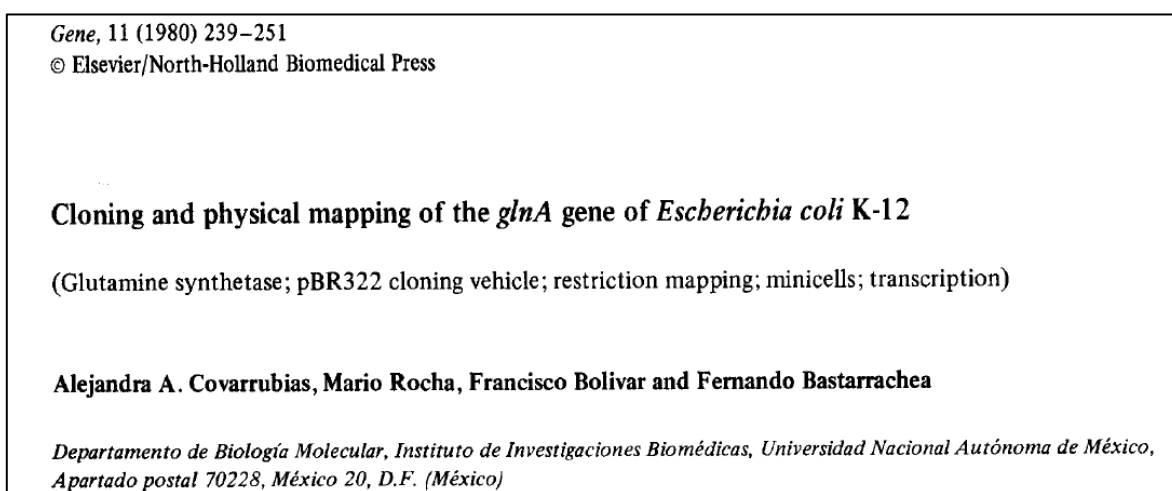 Gene, 11 (1980) 239–251
© Elsevier/North-Holland Biomedical Press
Cloning and physical mapping of the glnA gene of Escherichia coli K-12
(Glutamine synthetase; pBR322 cloning vehicle; restriction mapping; minicells; transcription)
Alejandra A. Covarrubias, Mario Rocha, Francisco Bolivar and Fernando Bastarrachea
Departamento de Biología Molecular, Instituto de Investigaciones Biomédicas, Universidad Nacional Autónoma de México,
Apartado postal 70228, México 20, D.F. (México)